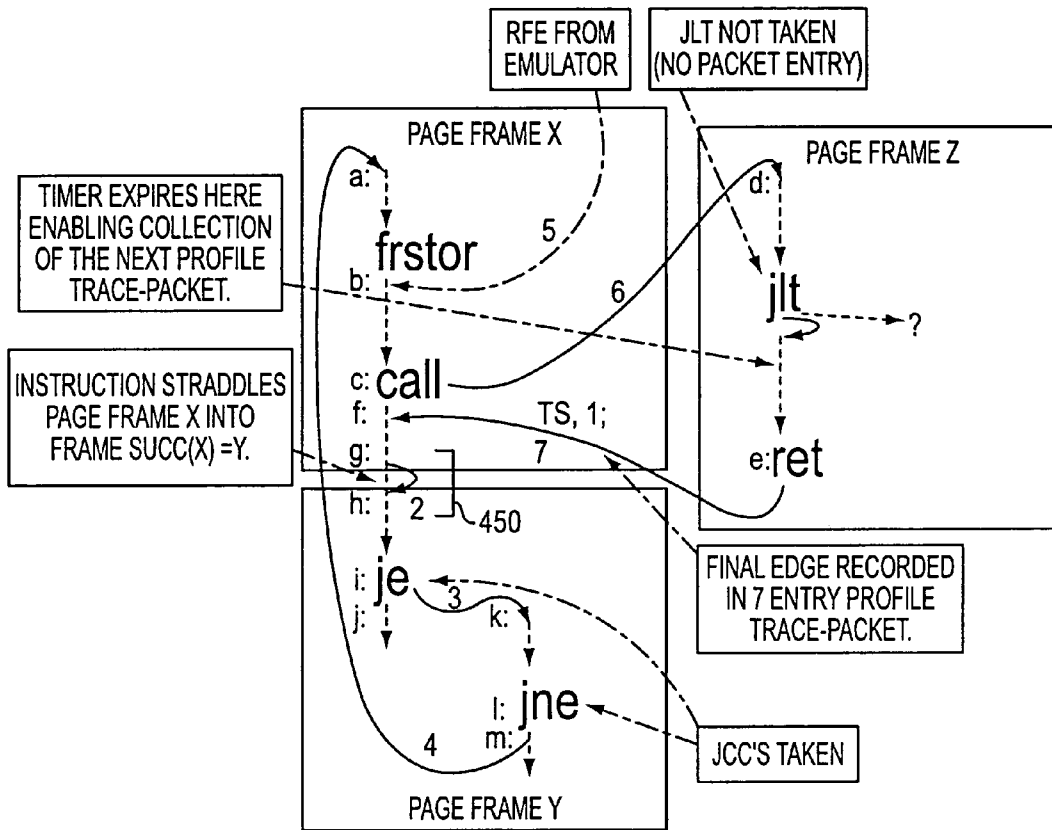 RFE FROM
EMULATOR
JLT NOT TAKEN
(NO PACKET ENTRY)
PAGE FRAME X
PAGE FRAME Z
a:
d:
TIMER EXPIRES HERE
ENABLING COLLECTION
OF THE NEXT PROFILE
TRACE-PACKET.
frstor
5
b:
6
jlt
?
INSTRUCTION STRADDLES
PAGE FRAME X INTO
FRAME SUCC(X) =Y.
c: call
f:
TS, 1;
7
g:
e: ret
h:
2
450
i: je
3
j:
k:
FINAL EDGE RECORDED
IN 7 ENTRY PROFILE
TRACE-PACKET.
l: jne
m:
4
JCC'S TAKEN
PAGE FRAME Y